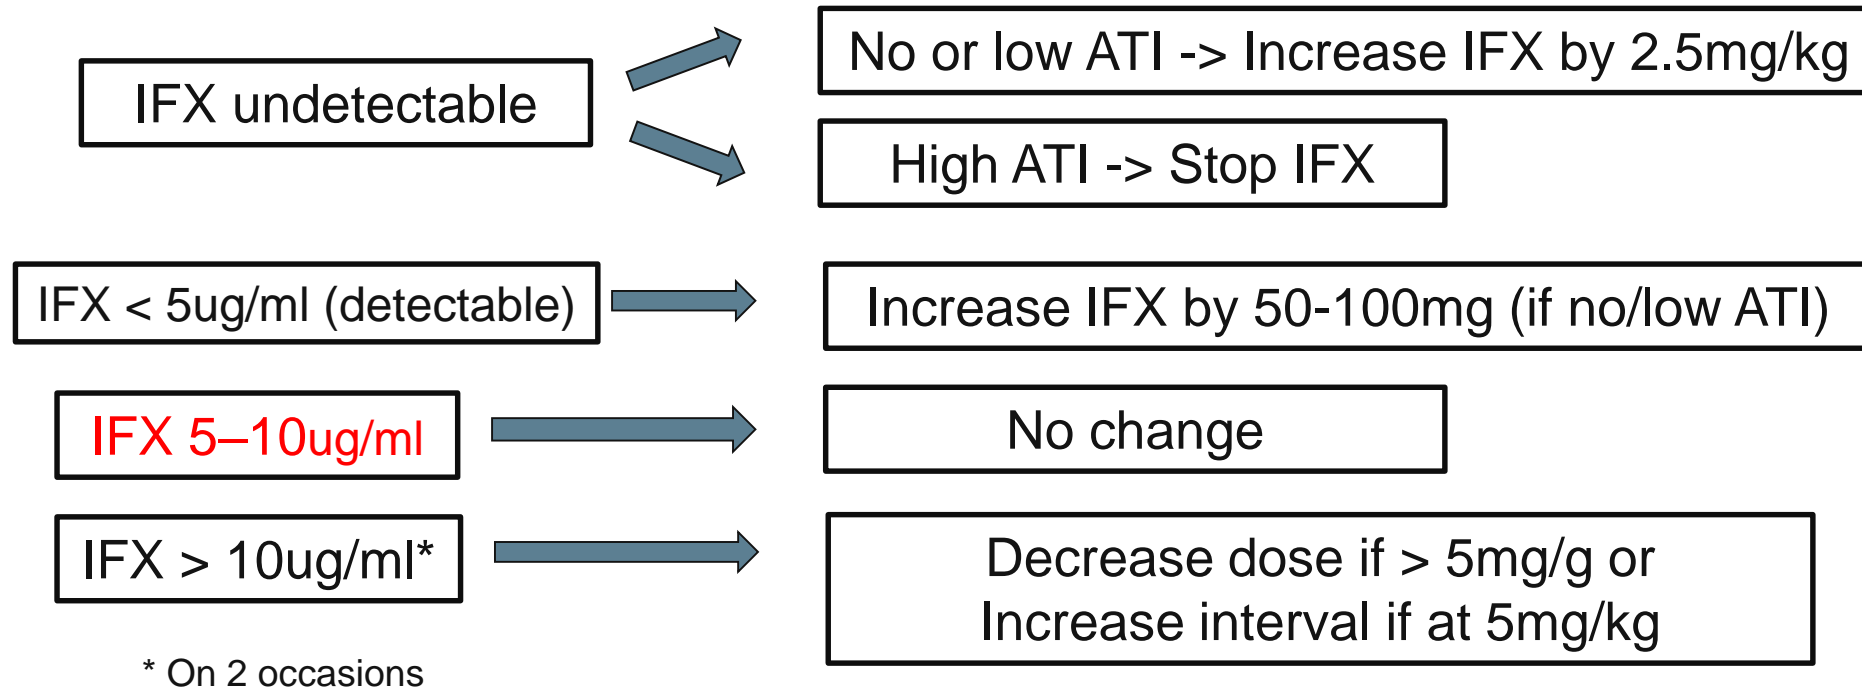 IFX undetectable
No or low ATI -> Increase IFX by 2.5mg/kg
High ATI -> Stop IFX
IFX < 5ug/ml (detectable)
Increase IFX by 50-100mg (if no/low ATI)
IFX 5–10ug/ml
No change
IFX > 10ug/ml*
Decrease dose if > 5mg/g or
Increase interval if at 5mg/kg
* On 2 occasions